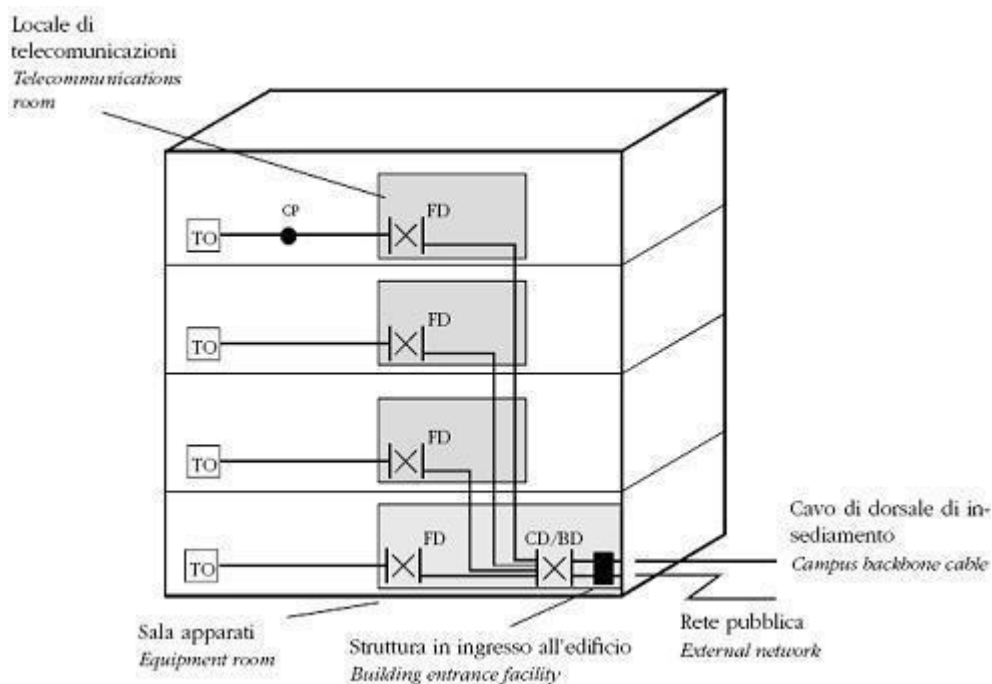 Locale di
telecomunicazioni
Telecommunications
room
CP
FD
TO
FD
TO
FD
TO
FD
CD/BD
TO
Cavo di dorsale di in-
sediamento
Campus backbone cable
Rete pubblica
External network
Sala apparati
Equipment room
Struttura in ingresso all'edificio
Building entrance facility